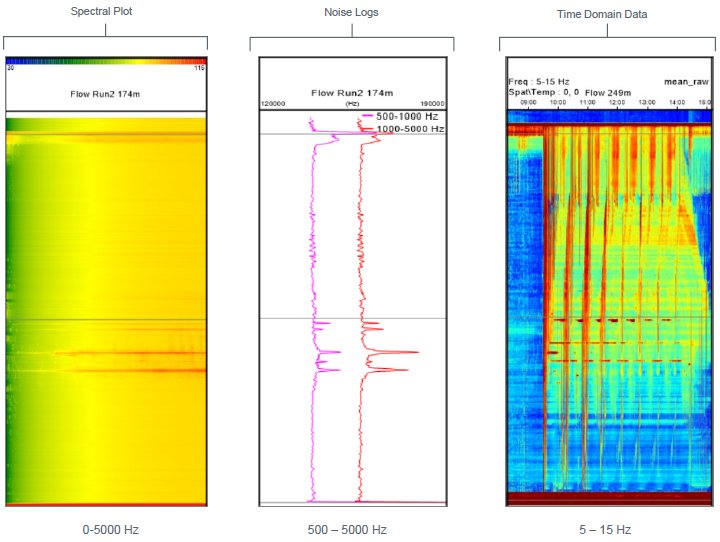 Spectral Plot
Noise Logs
Time Domain Data
30 115
Flow Run2 174m
Flow Run2 174m
120000 (Hz) 190000
500-1000 Hz
1000-5000 Hz
Freq : 5-15 Hz mean_raw
Spat\Temp : 0, 0 Flow 249m
09:00 10:00 11:00 12:00 13:00 14:00 15:0
0-5000 Hz
500 – 5000 Hz
5 – 15 Hz